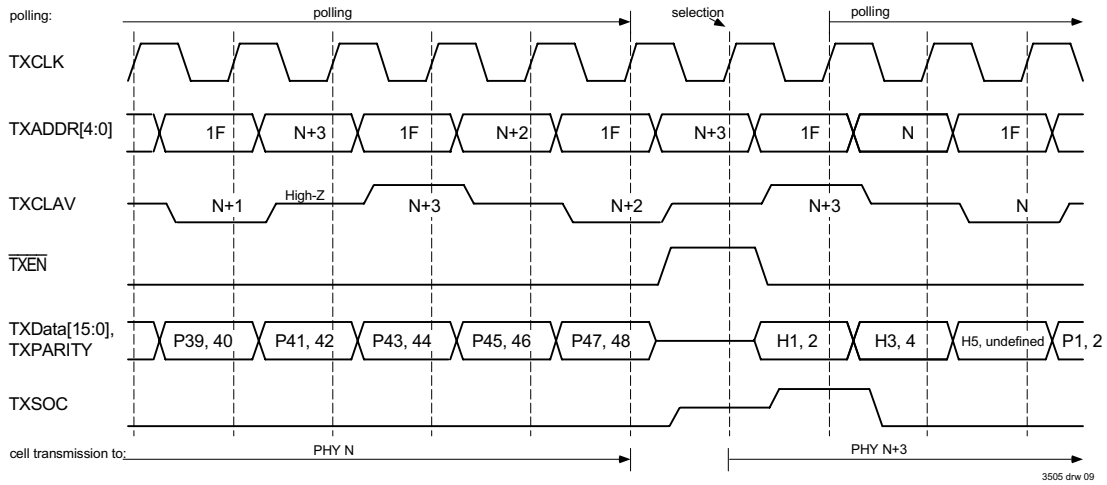 polling: polling selection polling
TXCLK
TXADDR[4:0] 1F N+3 1F N+2 1F N+3 1F N 1F
TXCLAV N+1 High-Z N+3 N+2 N+3 N
TXEN
TXData[15:0], TXPARITY P39, 40 P41, 42 P43, 44 P45, 46 P47, 48 H1, 2 H3, 4 H5, undefined P1, 2
TXSOC
cell transmission to: PHY N PHY N+3
3505 drw 09